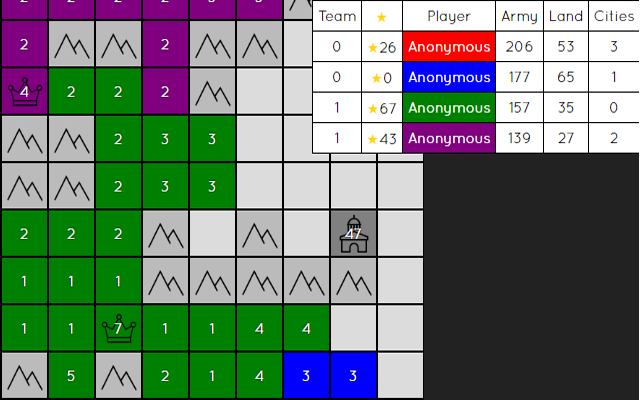 Team ★ Player Army Land Cities
0 ★26 Anonymous 206 53 3
0 ★0 Anonymous 177 65 1
1 ★67 Anonymous 157 35 0
1 ★43 Anonymous 139 27 2
2 2
4 2 2 2
2 3 3
2 3 3
2 2 2 47
1 1 1
1 1 7 1 1 4 4
5 2 1 4 3 3